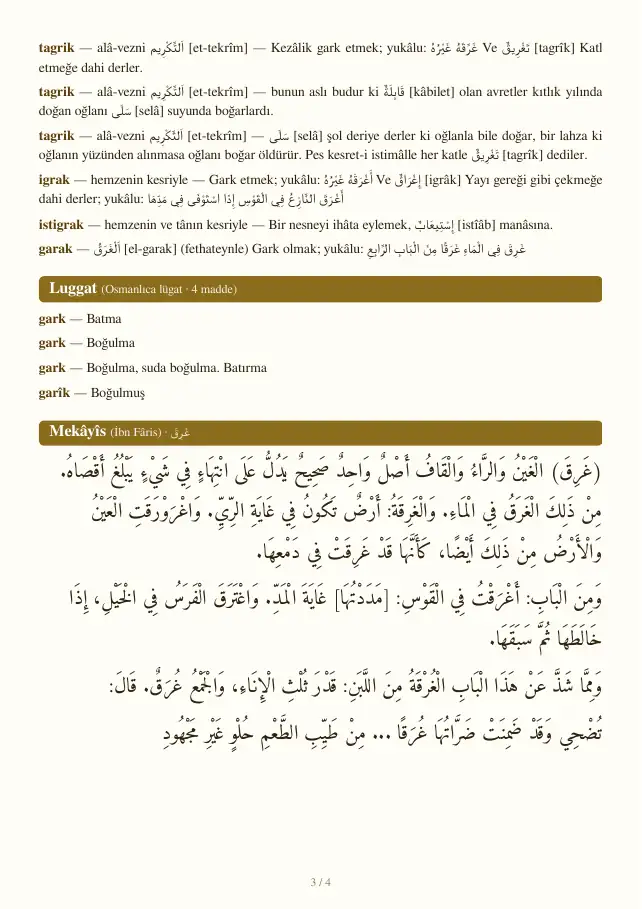 tagrik — alâ-vezni اَلتَّكْرِيم [et-tekrîm] — Kezâlik gark etmek; yukâlu: غَرَّقَهُ غَيْرُهُ Ve تَغْرِيقٌ [tagrîk] Katl
etmeğe dahi derler.
tagrik — alâ-vezni اَلتَّكْرِيم [et-tekrîm] — bunun aslı budur ki قَابِلَةٌ [kâbilet] olan avretler kıtlık yılında
doğan oğlanı سَلَى [selâ] suyunda boğarlardı.
tagrik — alâ-vezni اَلتَّكْرِيم [et-tekrîm] — سَلَى [selâ] şol deriye derler ki oğlanla bile doğar, bir lahza ki
oğlanın yüzünden alınmasa oğlanı boğar öldürür. Pes kesret-i istimâlle her katle تَغْرِيقٌ [tagrîk] dediler.
igrak — hemzenin kesriyle — Gark etmek; yukâlu: أَغْرَقَهُ غَيْرُهُ Ve إِغْرَاقٌ [igrâk] Yayı gereği gibi çekmeğe
dahi derler; yukâlu: أَغْرَقَ النَّازِعُ فِي الْقَوْسِ إِذَا اسْتَوْفَى فِي مَدِّهَا
istigrak — hemzenin ve tânın kesriyle — Bir nesneyi ihâta eylemek, إِسْتِيعَابٌ [istîâb] manâsına.
garak — اَلْغَرَقُ [el-garak] (fethateynle) Gark olmak; yukâlu: غَرِقَ فِي الْمَاءِ غَرَقًا مِنَ الْبَابِ الرَّابِعِ
Luggat (Osmanlıca lügat · 4 madde)
gark — Batma
gark — Boğulma
gark — Boğulma, suda boğulma. Batırma
garîk — Boğulmuş
Mekâyîs (İbn Fâris) · غَرِقَ
(غَرِقَ) الْغَيْنُ وَالرَّاءُ وَالْقَافُ أَصْلٌ وَاحِدٌ صَحِيحٌ يَدُلُّ عَلَى انْتِهَاءٍ فِي شَيْءٍ يَبْلُغُ أَقْصَاهُ.
مِنْ ذَلِكَ الْغَرَقُ فِي الْمَاءِ. وَالْغَرِقَةُ: أَرْضٌ تَكُونُ فِي غَايَةِ الرِّيِّ. وَاغْرَوْرَقَتِ الْعَيْنُ
وَالْأَرْضُ مِنْ ذَلِكَ أَيْضًا، كَأَنَّهَا قَدْ غَرِقَتْ فِي دَمْعِهَا.
وَمِنَ الْبَابِ: أَغْرَقْتُ فِي الْقَوْسِ: [مَدَدْتُهَا] غَايَةَ الْمَدِّ. وَاغْتَرَقَ الْفَرَسُ فِي الْخَيْلِ، إِذَا
خَالَطَهَا ثُمَّ سَبَقَهَا.
وَمِمَّا شَذَّ عَنْ هَذَا الْبَابِ الْغُرْقَةُ مِنَ اللَّبَنِ: قَدْرَ ثُلْثِ الْإِنَاءِ، وَالْجَمْعُ غُرَقٌ. قَالَ:
تُضْحِي وَقَدْ ضَمِنَتْ ضَرَّاتُهَا غُرَقًا ... مِنْ طَيِّبِ الطَّعْمِ حُلْوٍ غَيْرِ مَجْهُودِ
3 / 4